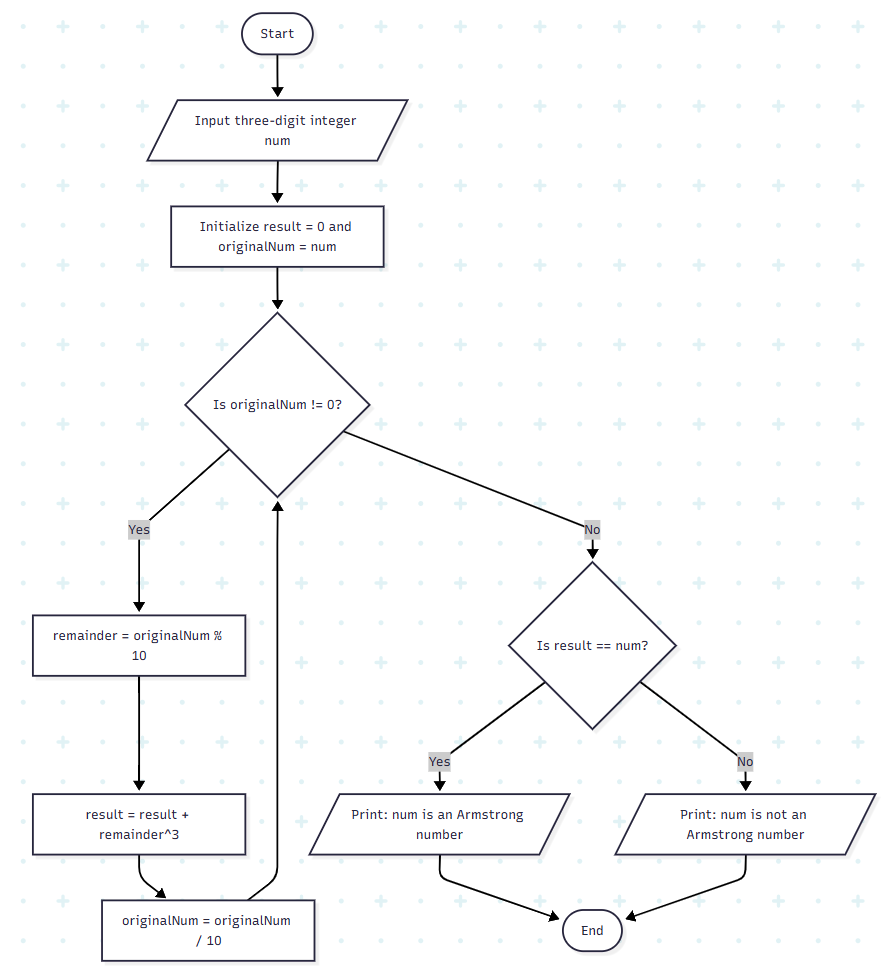 Start
Input three-digit integer
num
Initialize result = 0 and
originalNum = num
Is originalNum != 0?
Yes
No
remainder = originalNum %
10
Is result == num?
Yes
No
result = result +
remainder^3
Print: num is an Armstrong
number
Print: num is not an
Armstrong number
originalNum = originalNum
/ 10
End